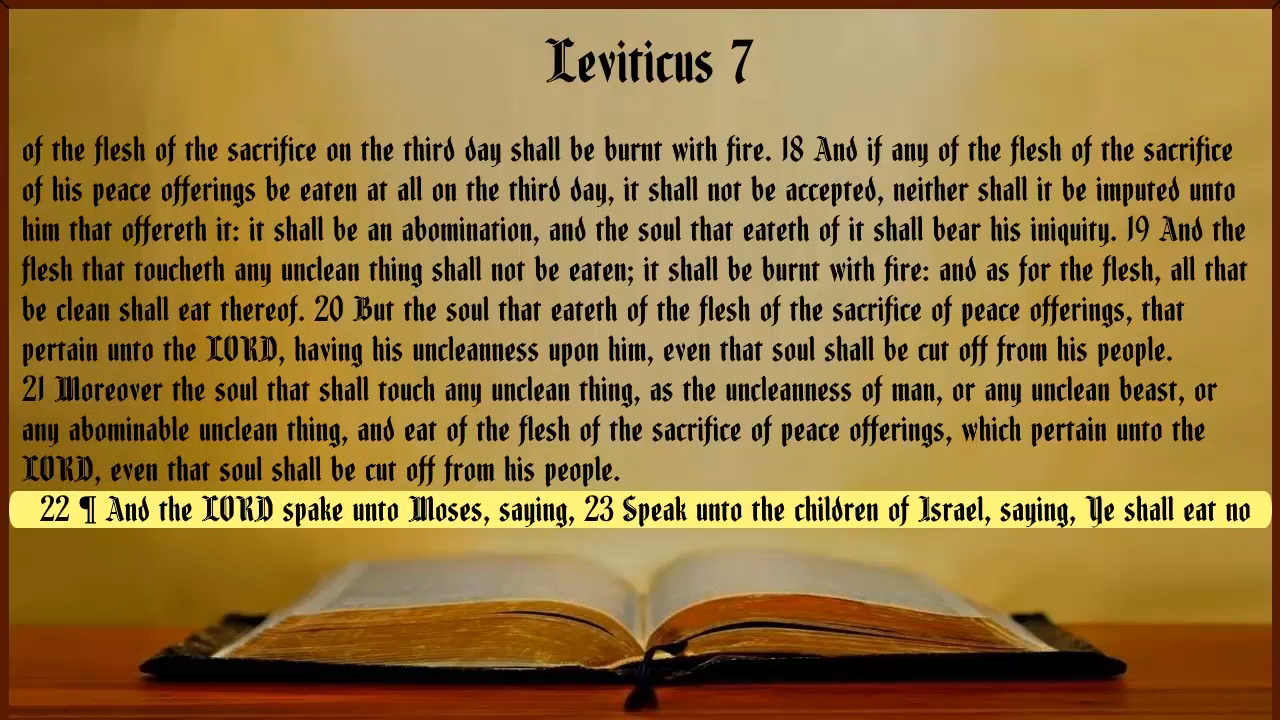 Leviticus 7
of the flesh of the sacrifice on the third day shall be burnt with fire. 18 And if any of the flesh of the sacrifice
of his peace offerings be eaten at all on the third day, it shall not be accepted, neither shall it be imputed unto
him that offereth it: it shall be an abomination, and the soul that eateth of it shall bear his iniquity. 19 And the
flesh that toucheth any unclean thing shall not be eaten; it shall be burnt with fire: and as for the flesh, all that
be clean shall eat thereof. 20 But the soul that eateth of the flesh of the sacrifice of peace offerings, that
pertain unto the LORD, having his uncleanness upon him, even that soul shall be cut off from his people.
21 Moreover the soul that shall touch any unclean thing, as the uncleanness of man, or any unclean beast, or
any abominable unclean thing, and eat of the flesh of the sacrifice of peace offerings, which pertain unto the
LORD, even that soul shall be cut off from his people.
22 ¶ And the LORD spake unto Moses, saying, 23 Speak unto the children of Israel, saying, Ye shall eat no